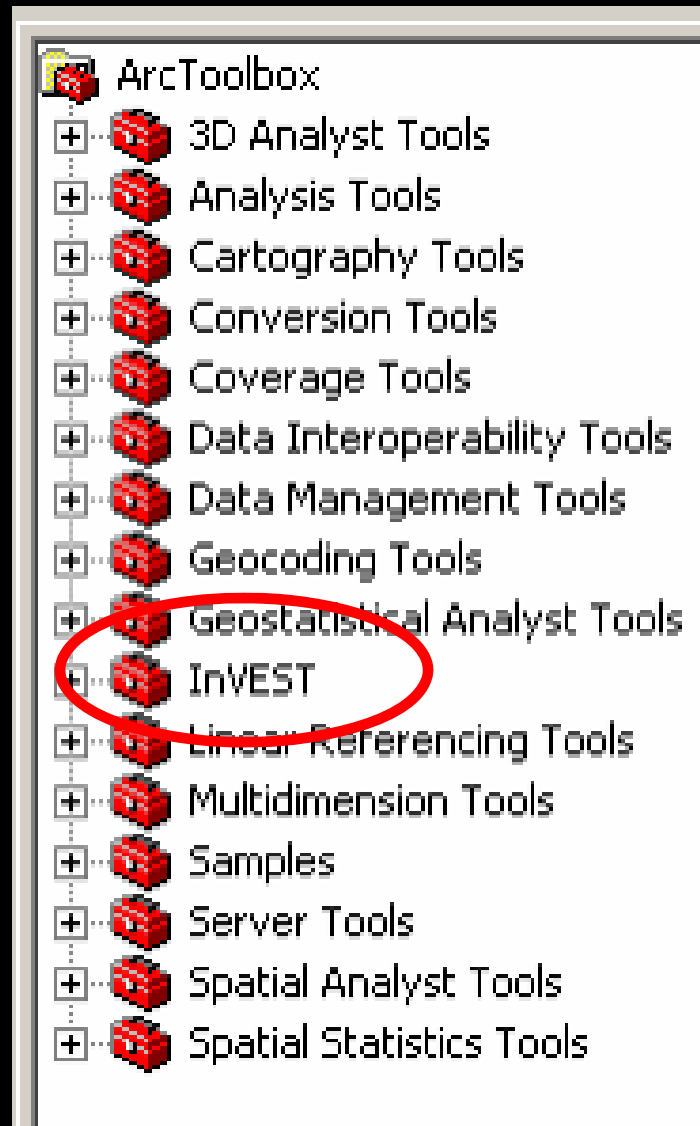 ArcToolbox
3D Analyst Tools
Analysis Tools
Cartography Tools
Conversion Tools
Coverage Tools
Data Interoperability Tools
Data Management Tools
Geocoding Tools
Geostatistical Analyst Tools
InVEST
Linear Referencing Tools
Multidimension Tools
Samples
Server Tools
Spatial Analyst Tools
Spatial Statistics Tools